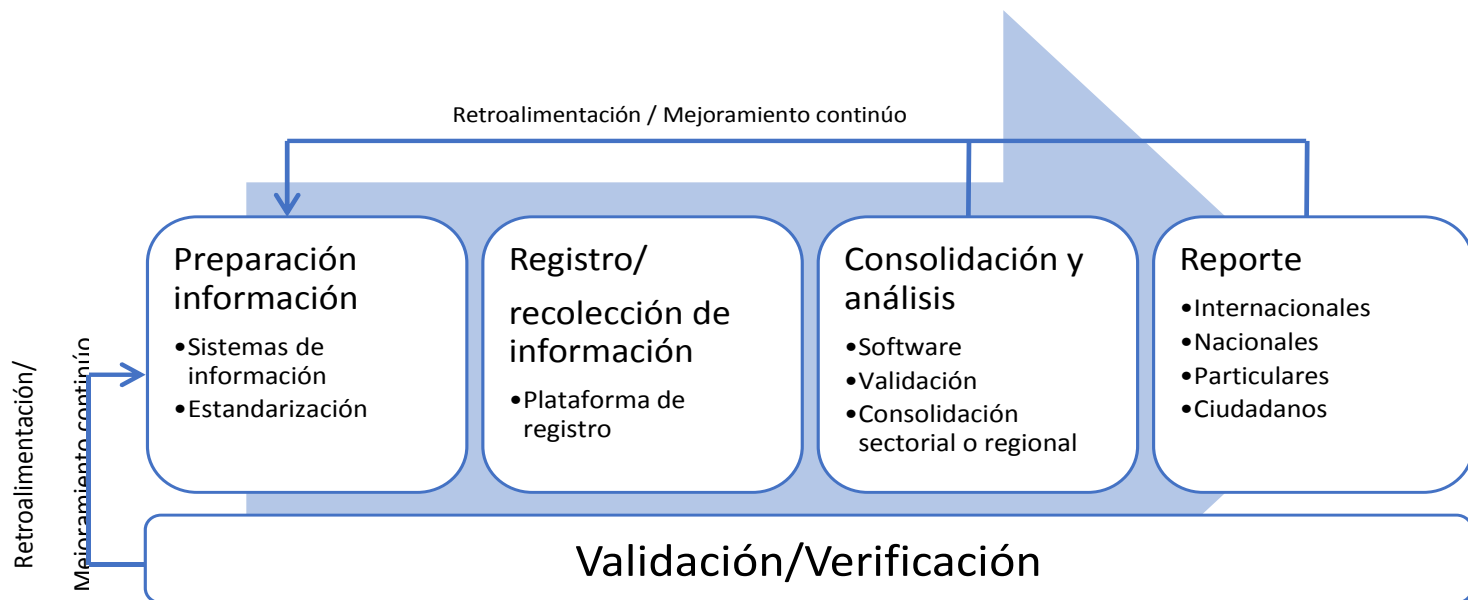 Retroalimentación / Mejoramiento continúo
Preparación
información
•Sistemas de
información
•Estandarización
Registro/
recolección de
información
•Plataforma de
registro
Consolidación y
análisis
•Software
•Validación
•Consolidación
sectorial o regional
Reporte
•Internacionales
•Nacionales
•Particulares
•Ciudadanos
Retroalimentación/
Mejoramiento continúo
Validación/Verificación